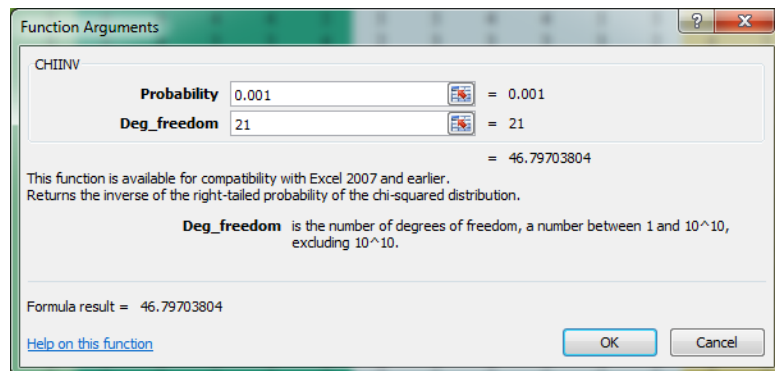 Function Arguments
CHIINV
Probability 0.001 = 0.001
Deg_freedom 21 = 21
= 46.79703804
This function is available for compatibility with Excel 2007 and earlier.
Returns the inverse of the right-tailed probability of the chi-squared distribution.
Deg_freedom is the number of degrees of freedom, a number between 1 and 10^10,
excluding 10^10.
Formula result = 46.79703804
Help on this function OK Cancel